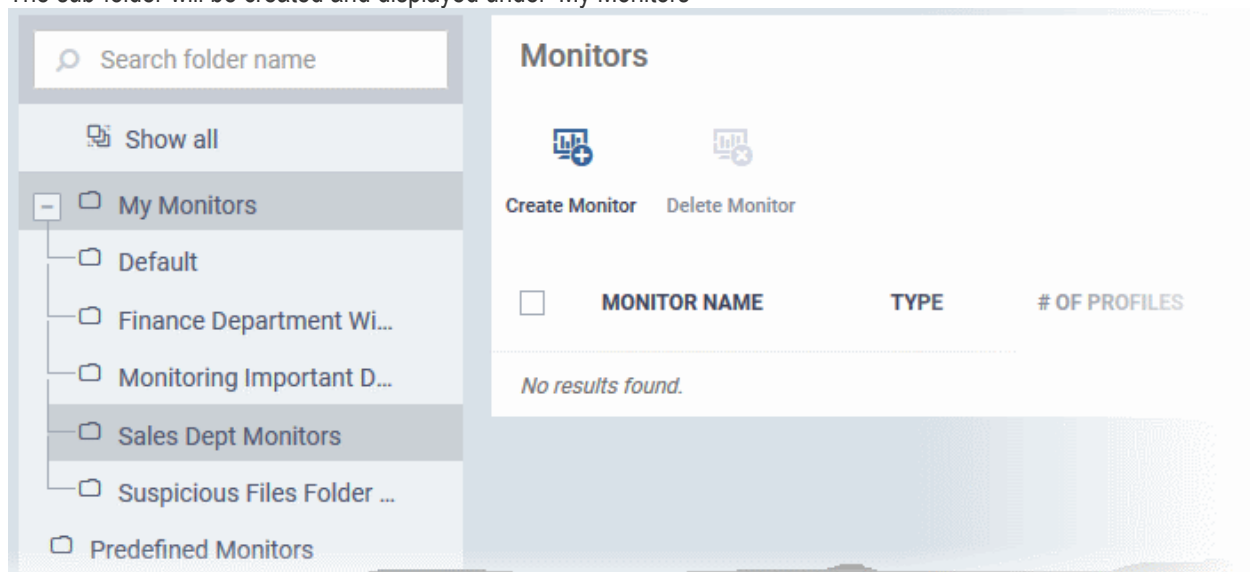 The sub-folder will be created and displayed under 'My Monitors'
Search folder name
Show all
My Monitors
Default
Finance Department Wi...
Monitoring Important D...
Sales Dept Monitors
Suspicious Files Folder ...
Predefined Monitors
Monitors
Create Monitor Delete Monitor
MONITOR NAME TYPE # OF PROFILES
No results found.